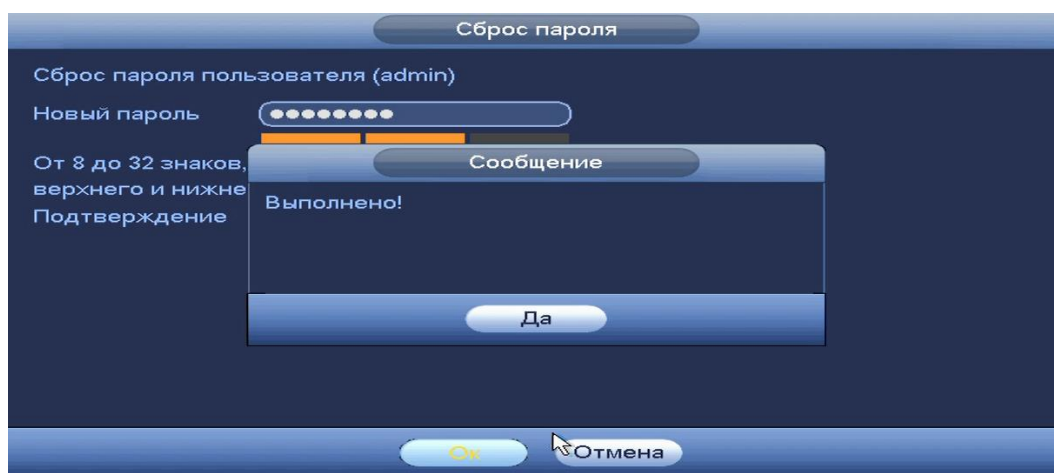 Сброс пароля
Сброс пароля пользователя (admin)
Новый пароль
От 8 до 32 знаков,
верхнего и нижне
Подтверждение
Сообщение
Выполнено!
Да
Ок
Отмена